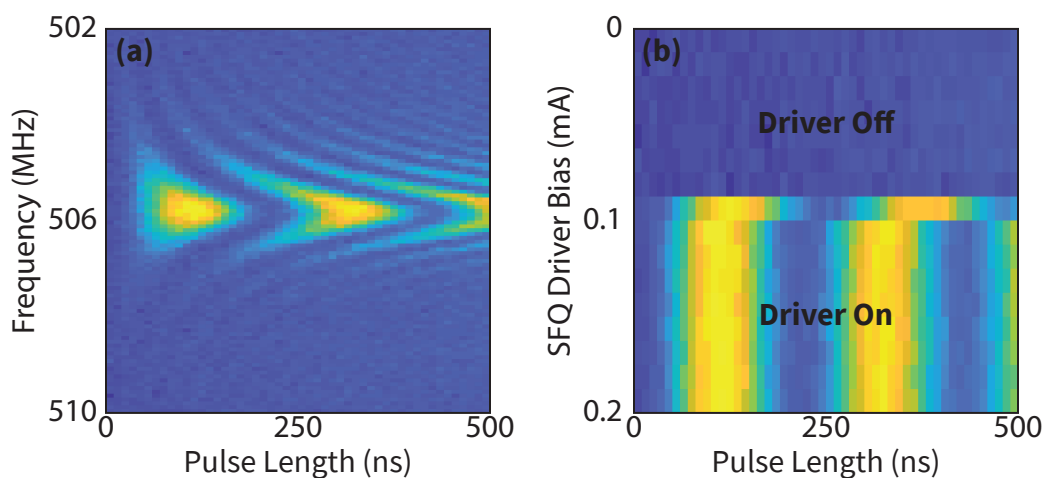 (a)
502
506
510
Frequency (MHz)
0
250
500
Pulse Length (ns)
(b)
0
0.1
0.2
SFQ Driver Bias (mA)
Driver Off
Driver On
0
250
500
Pulse Length (ns)